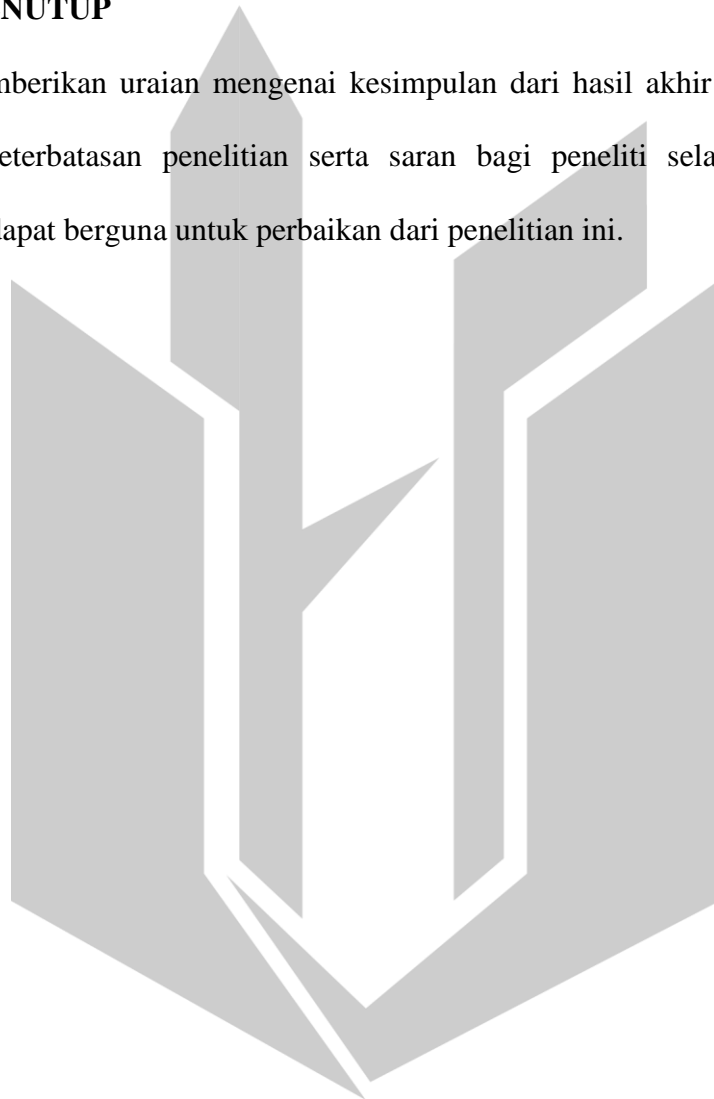 NUTUP
mberikan uraian mengenai kesimpulan dari hasil akhir
eterbatasan penelitian serta saran bagi peneliti sela
dapat berguna untuk perbaikan dari penelitian ini.